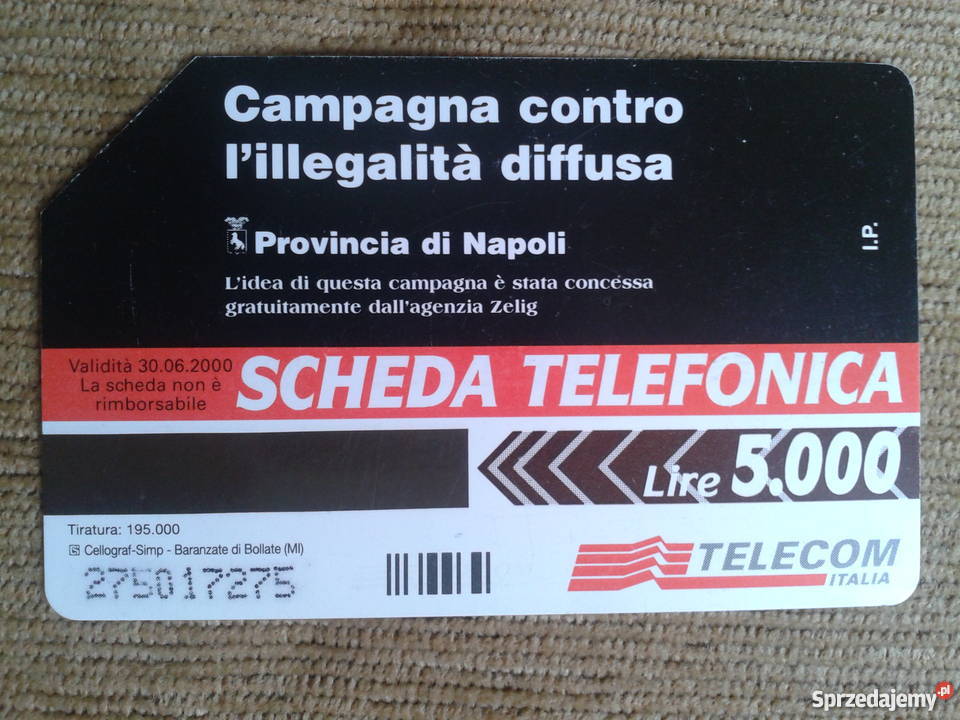 Campagna contro
l'illegalità diffusa
I.P.
Provincia di Napoli
L'idea di questa campagna è stata concessa
gratuitamente dall'agenzia Zelig
Validità 30.06.2000
La scheda non è
rimborsabile
SCHEDA TELEFONICA
Lire 5.000
Tiratura: 195.000
Cellograf-Simp - Baranzate di Bollate (MI)
275017275
TELECOM
ITALIA
Sprzedajemy.pl